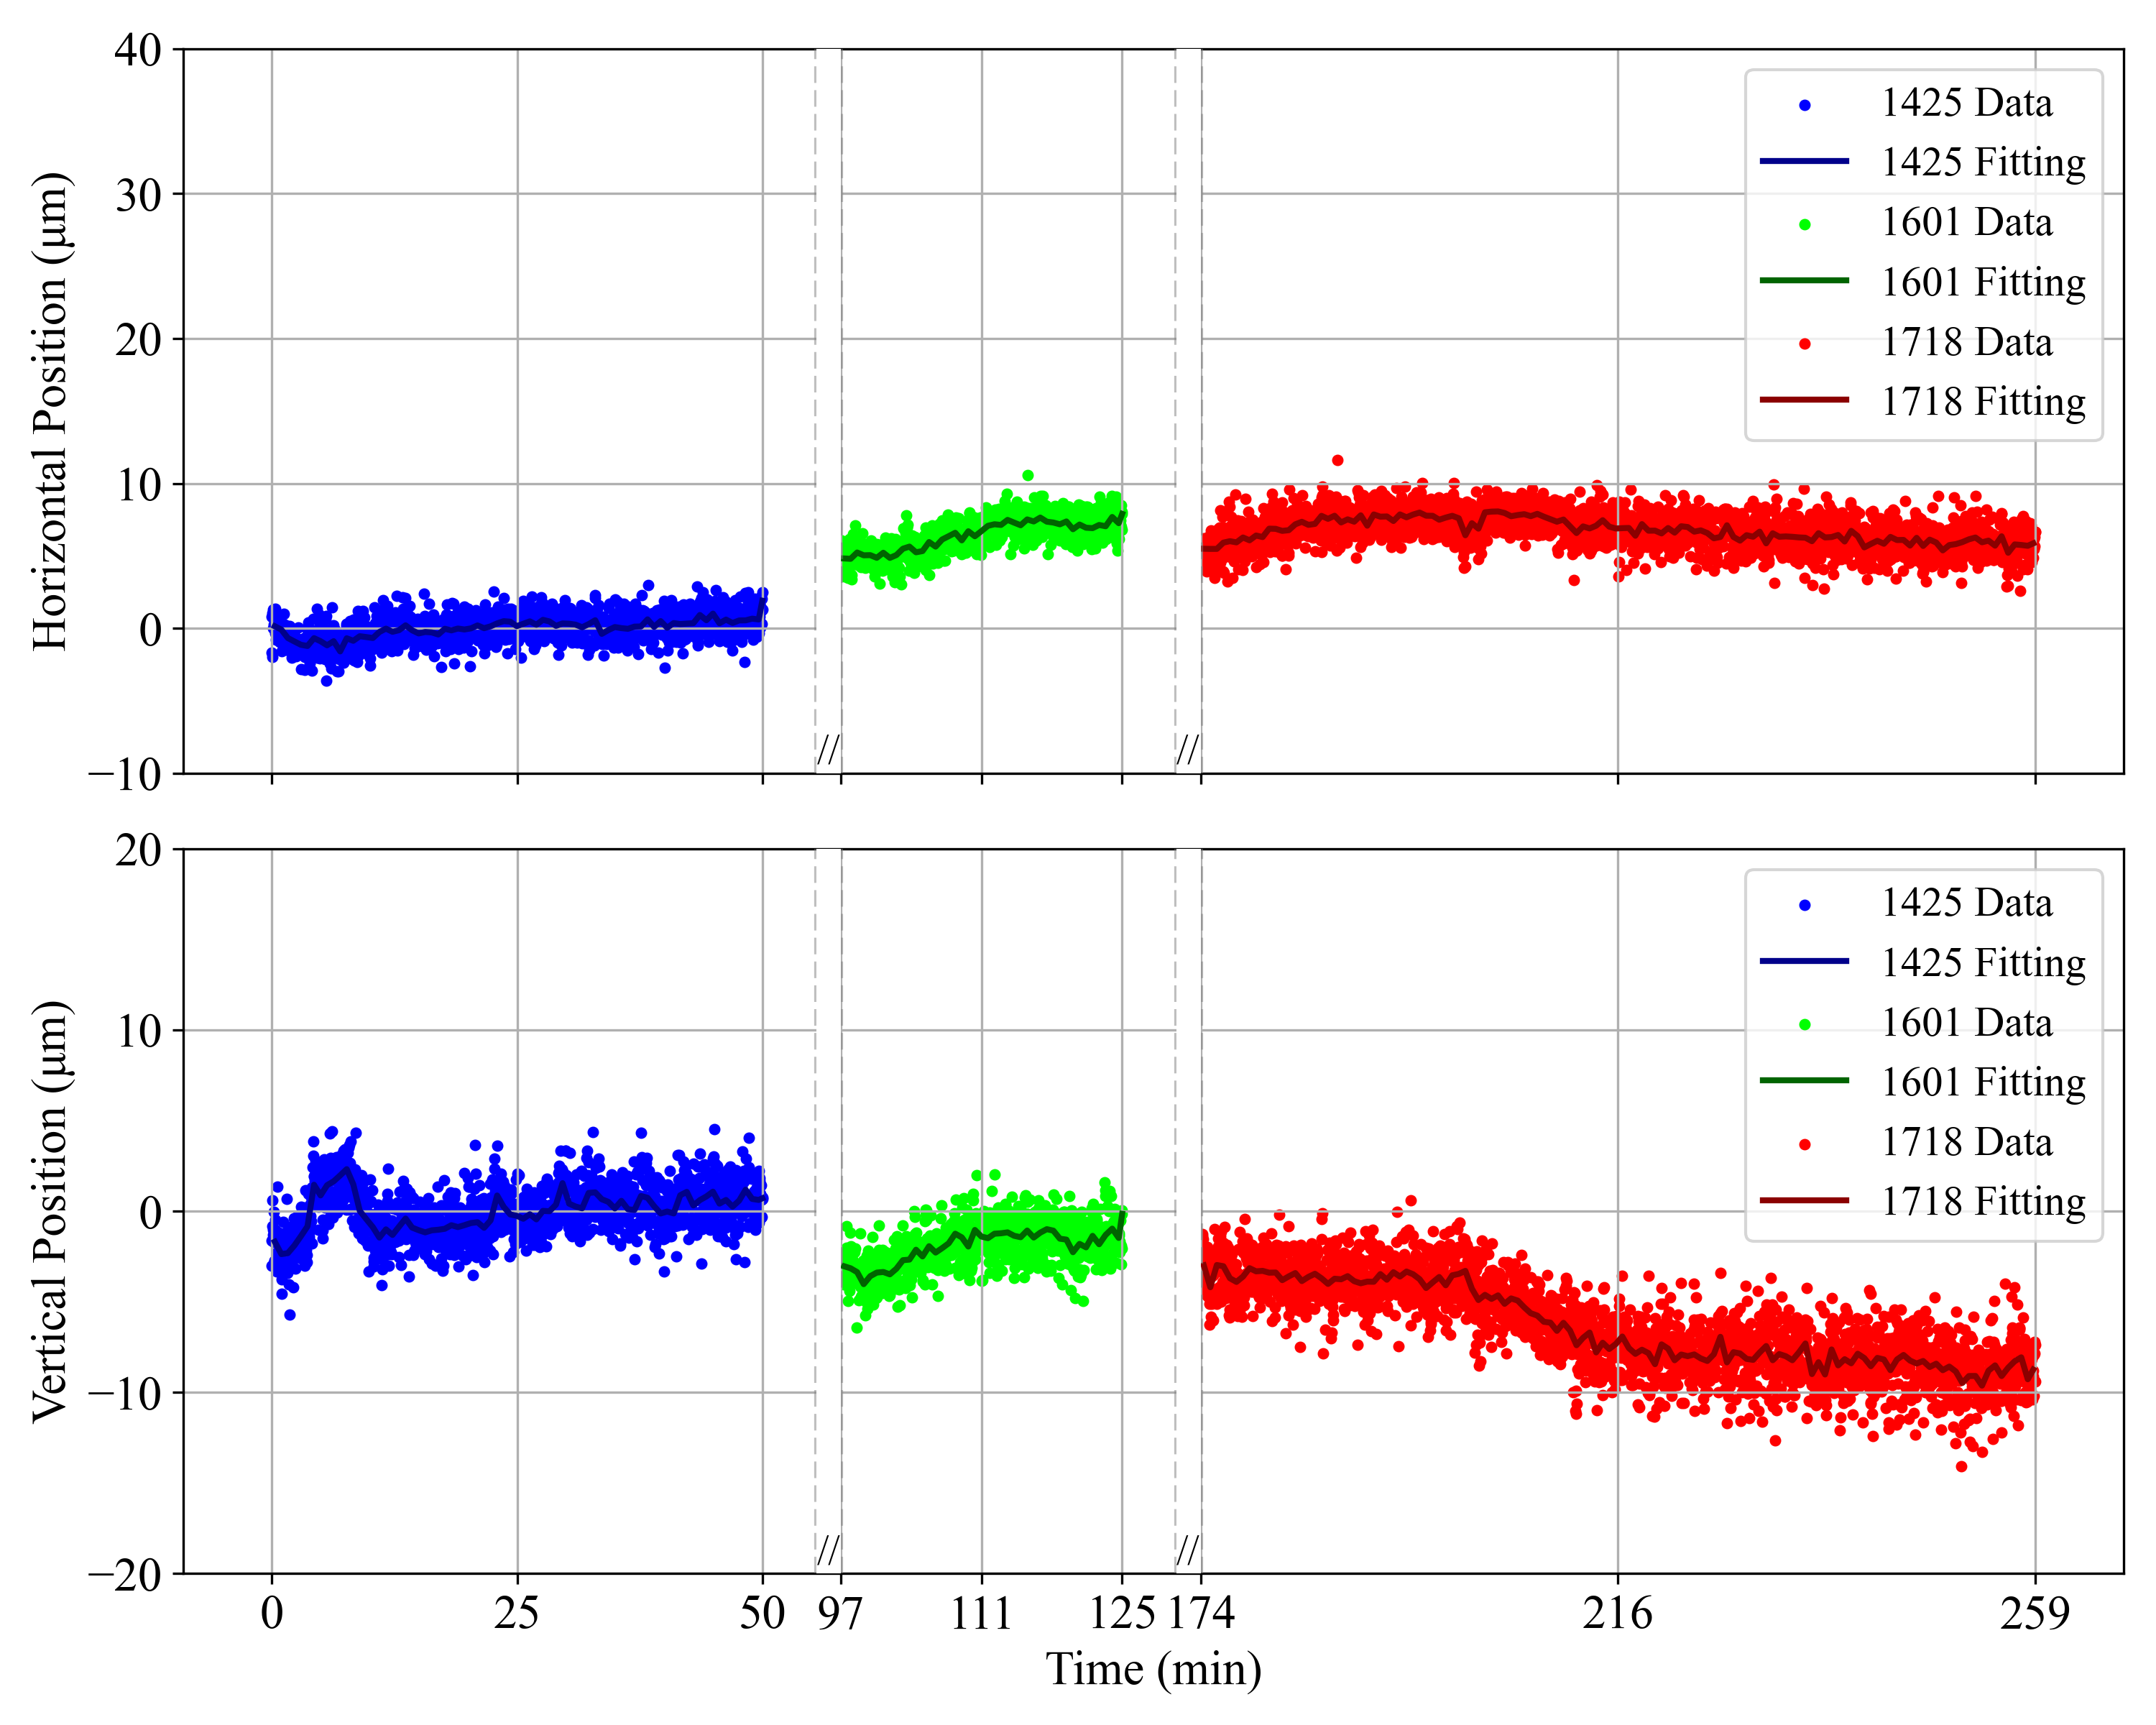 Horizontal Position (μm)
40
30
20
10
0
−10
1425 Data
1425 Fitting
1601 Data
1601 Fitting
1718 Data
1718 Fitting
//
//
Vertical Position (μm)
20
10
0
−10
−20
1425 Data
1425 Fitting
1601 Data
1601 Fitting
1718 Data
1718 Fitting
//
//
0 25 50 97 111 125 174 216 259
Time (min)